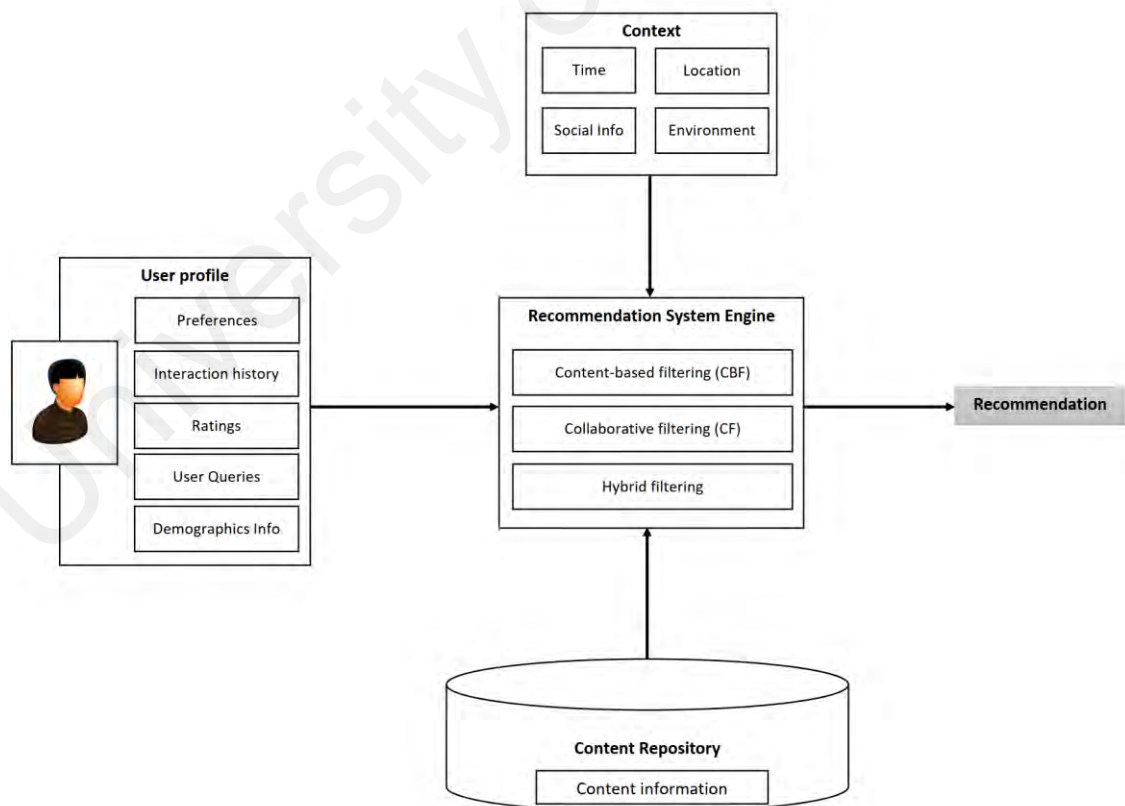 University
Context
Time
Location
Social Info
Environment
User profile
Preferences
Interaction history
Ratings
User Queries
Demographics Info
Recommendation System Engine
Content-based filtering (CBF)
Collaborative filtering (CF)
Hybrid filtering
Recommendation
Content Repository
Content information